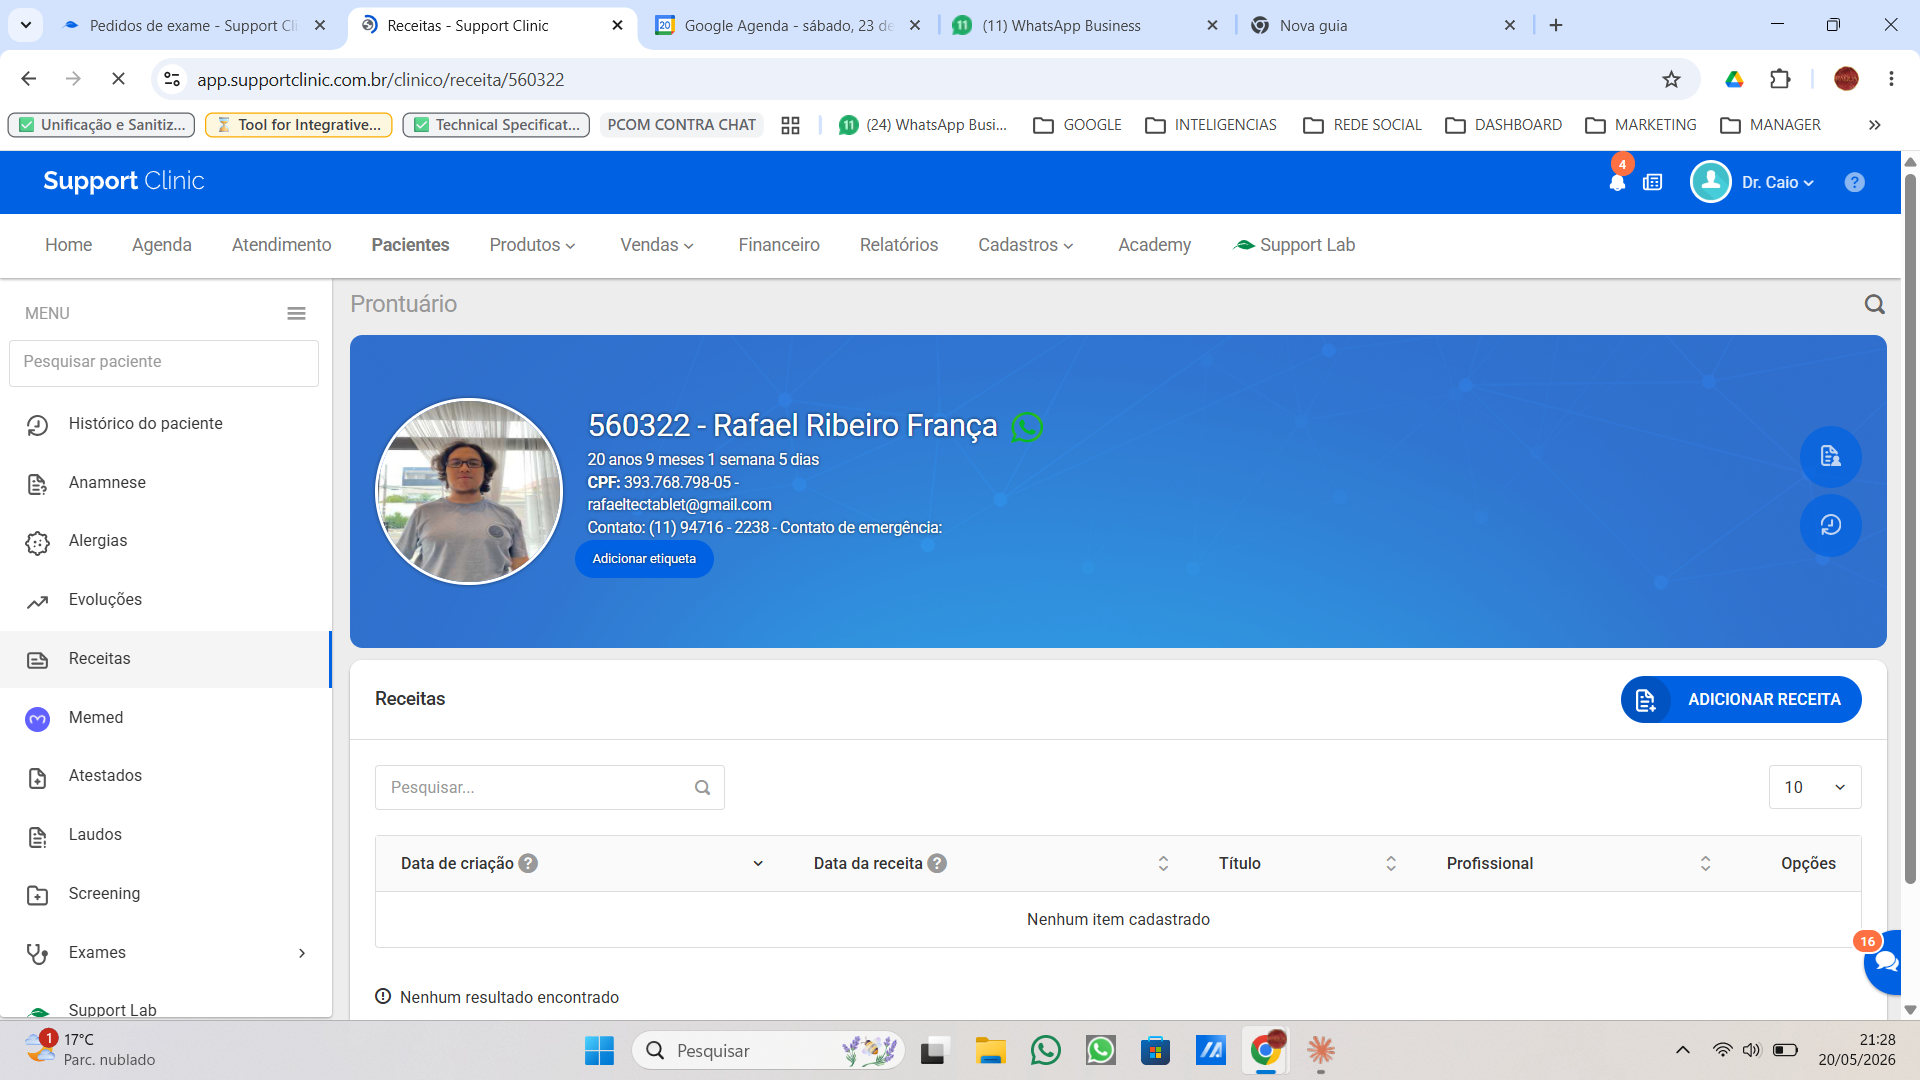 Pedidos de exame - Support Cli
Receitas - Support Clinic
Google Agenda - sábado, 23 de
(11) WhatsApp Business
Nova guia
app.supportclinic.com.br/clinico/receita/560322
Unificação e Sanitiz...
Tool for Integrative...
Technical Specificat...
PCOM CONTRA CHAT
(24) WhatsApp Busi...
GOOGLE
INTELIGENCIAS
REDE SOCIAL
DASHBOARD
MARKETING
MANAGER
Support Clinic
4
Dr. Caio
Home
Agenda
Atendimento
Pacientes
Produtos
Vendas
Financeiro
Relatórios
Cadastros
Academy
Support Lab
MENU
Pesquisar paciente
Histórico do paciente
Anamnese
Alergias
Evoluções
Receitas
Memed
Atestados
Laudos
Screening
Exames
Support Lab
Prontuário
560322 - Rafael Ribeiro França
20 anos 9 meses 1 semana 5 dias
CPF: 393.768.798-05 -
rafaeltectablet@gmail.com
Contato: (11) 94716 - 2238 - Contato de emergência:
Adicionar etiqueta
Receitas
ADICIONAR RECEITA
Pesquisar...
10
Data de criação
Data da receita
Título
Profissional
Opções
Nenhum item cadastrado
Nenhum resultado encontrado
16
1
17°C
Parc. nublado
Pesquisar
21:28
20/05/2026